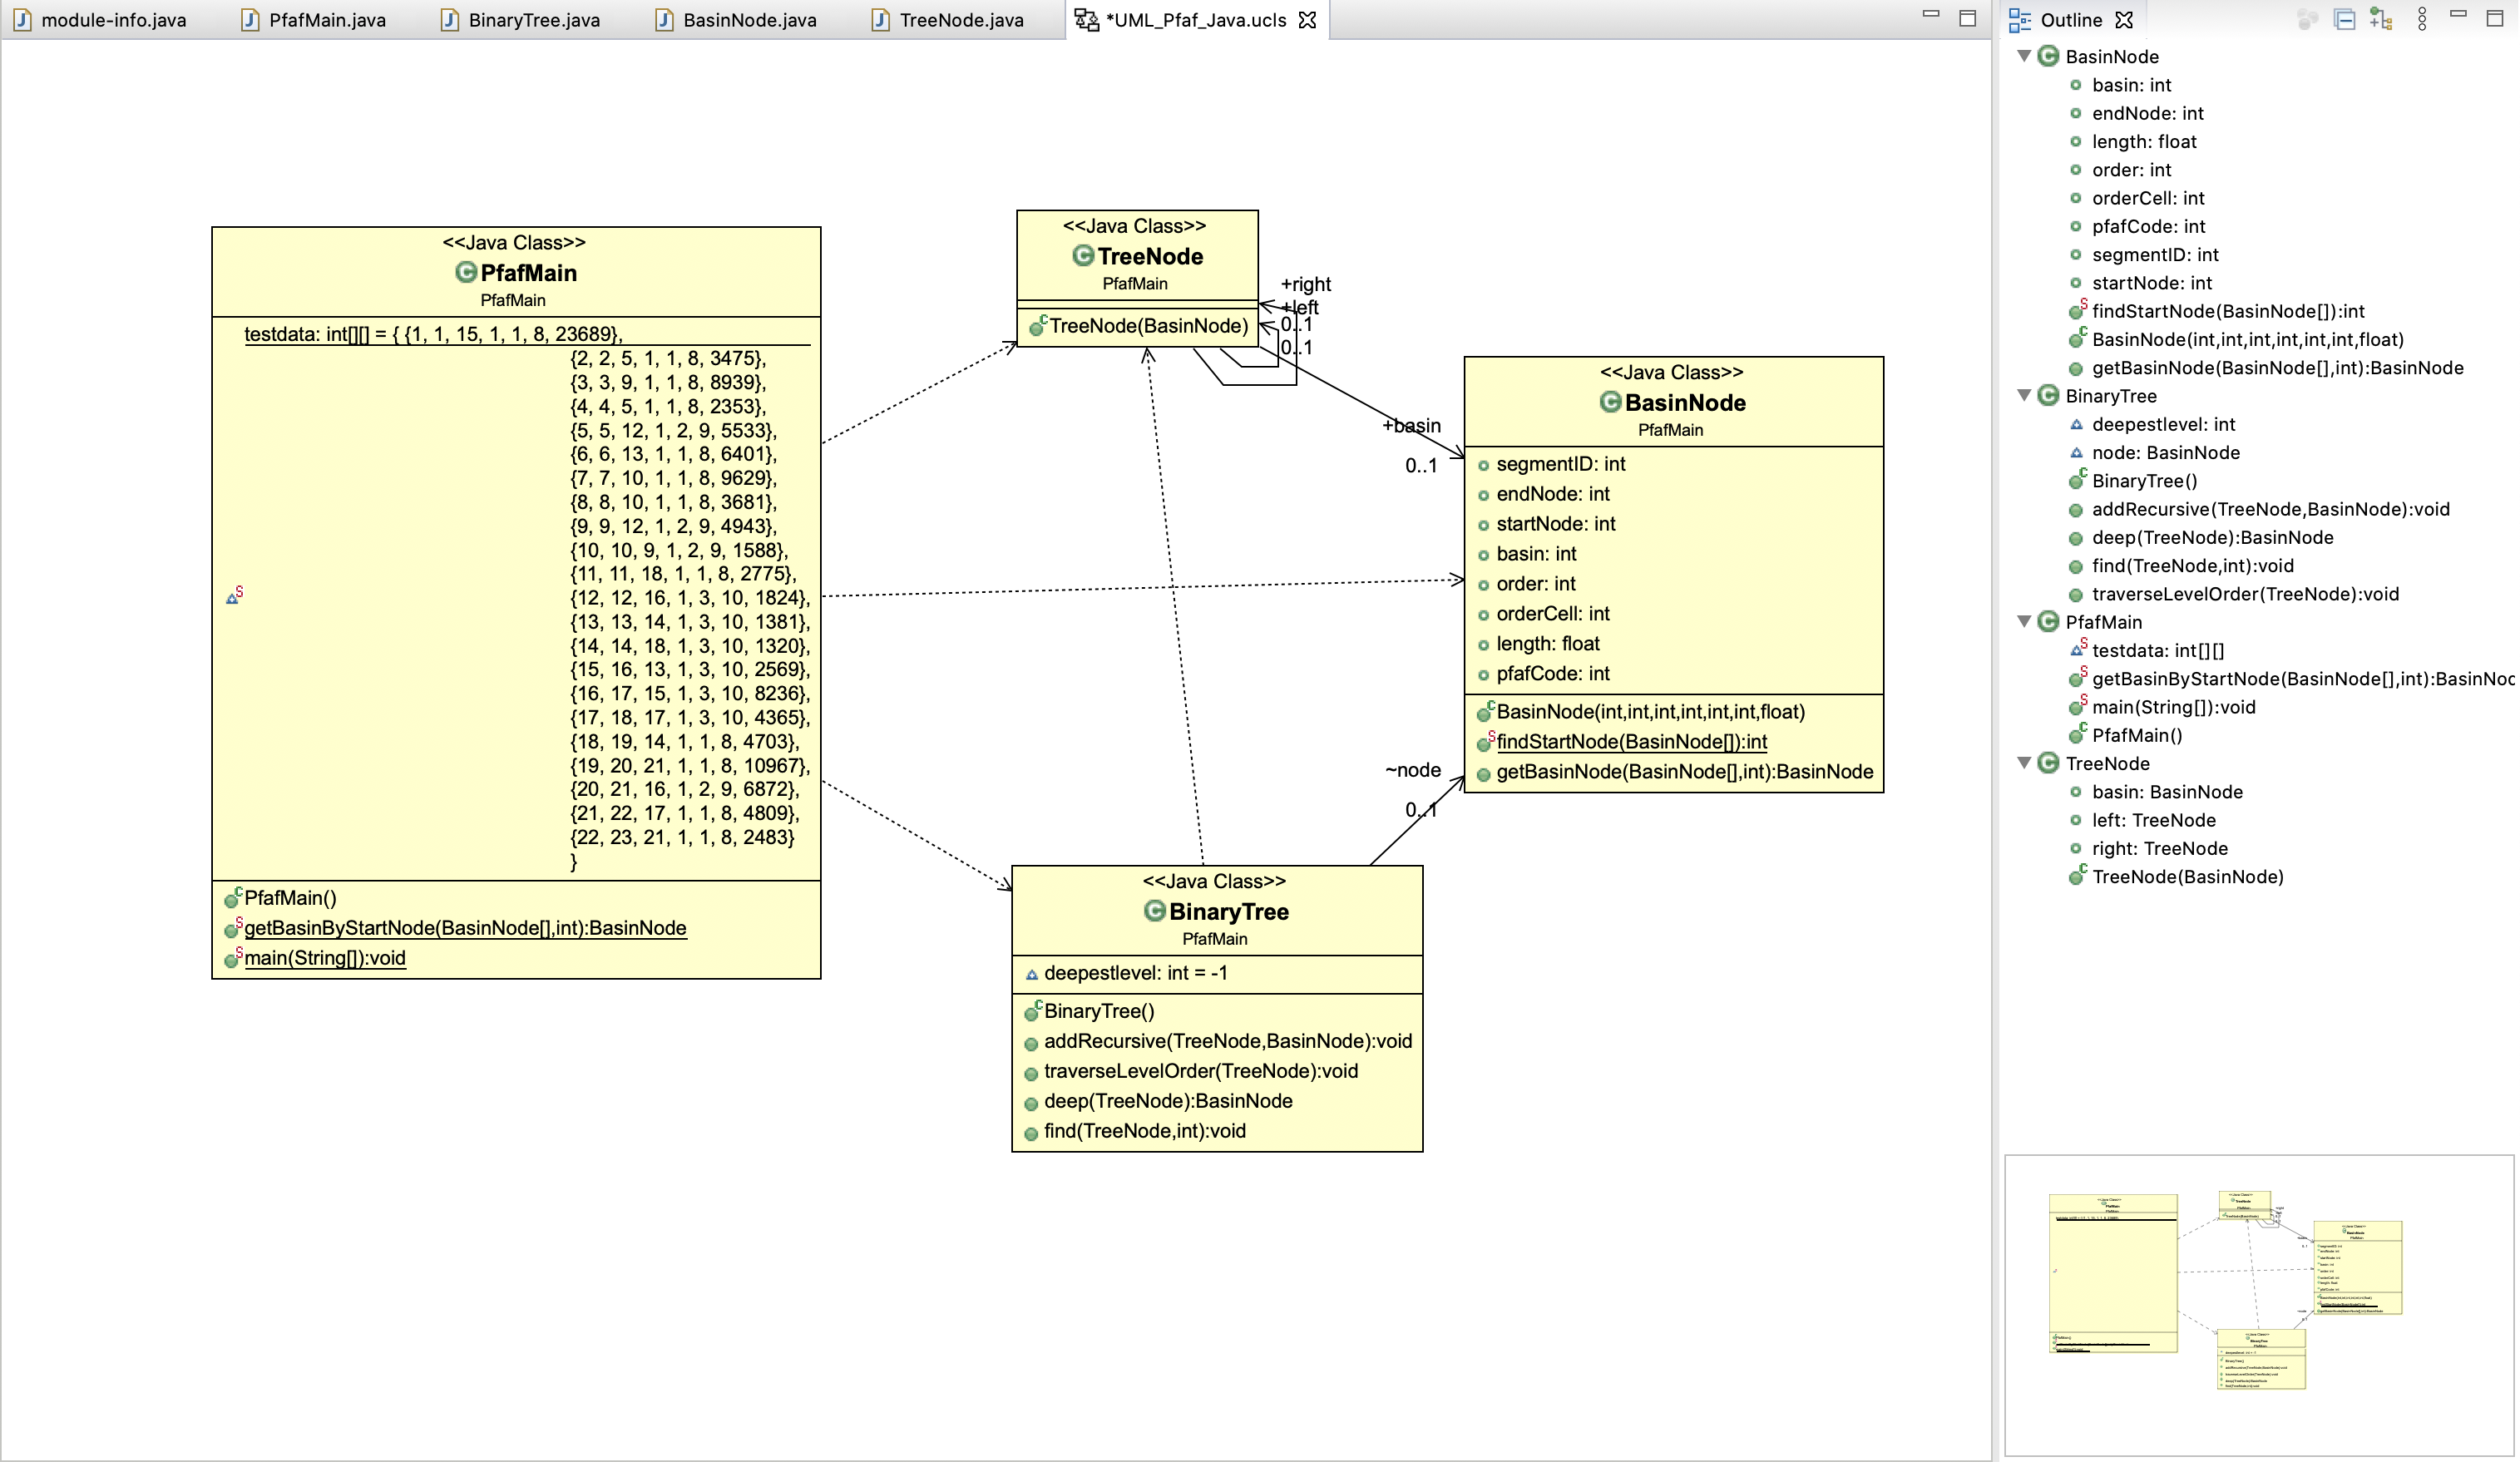 module-info.java
PfafMain.java
BinaryTree.java
BasinNode.java
TreeNode.java
*UML_Pfaf_Java.ucls
<<Java Class>>
PfafMain
PfafMain
testdata: int[][] = { {1, 1, 15, 1, 1, 8, 23689},
{2, 2, 5, 1, 1, 8, 3475},
{3, 3, 9, 1, 1, 8, 8939},
{4, 4, 5, 1, 1, 8, 2353},
{5, 5, 12, 1, 2, 9, 5533},
{6, 6, 13, 1, 1, 8, 6401},
{7, 7, 10, 1, 1, 8, 9629},
{8, 8, 10, 1, 1, 8, 3681},
{9, 9, 12, 1, 2, 9, 4943},
{10, 10, 9, 1, 2, 9, 1588},
{11, 11, 18, 1, 1, 8, 2775},
{12, 12, 16, 1, 3, 10, 1824},
{13, 13, 14, 1, 3, 10, 1381},
{14, 14, 18, 1, 3, 10, 1320},
{15, 16, 13, 1, 3, 10, 2569},
{16, 17, 15, 1, 3, 10, 8236},
{17, 18, 17, 1, 3, 10, 4365},
{18, 19, 14, 1, 1, 8, 4703},
{19, 20, 21, 1, 1, 8, 10967},
{20, 21, 16, 1, 2, 9, 6872},
{21, 22, 17, 1, 1, 8, 4809},
{22, 23, 21, 1, 1, 8, 2483}
}
PfafMain()
getBasinByStartNode(BasinNode[],int):BasinNode
main(String[]):void
<<Java Class>>
TreeNode
PfafMain
TreeNode(BasinNode)
+right
+left
0..1
0..1
+basin
0..1
<<Java Class>>
BasinNode
PfafMain
segmentID: int
endNode: int
startNode: int
basin: int
order: int
orderCell: int
length: float
pfafCode: int
BasinNode(int,int,int,int,int,int,float)
findStartNode(BasinNode[]):int
getBasinNode(BasinNode[],int):BasinNode
~node
0..1
<<Java Class>>
BinaryTree
PfafMain
deepestlevel: int = -1
BinaryTree()
addRecursive(TreeNode,BasinNode):void
traverseLevelOrder(TreeNode):void
deep(TreeNode):BasinNode
find(TreeNode,int):void
Outline
BasinNode
basin: int
endNode: int
length: float
order: int
orderCell: int
pfafCode: int
segmentID: int
startNode: int
findStartNode(BasinNode[]):int
BasinNode(int,int,int,int,int,int,float)
getBasinNode(BasinNode[],int):BasinNode
BinaryTree
deepestlevel: int
node: BasinNode
BinaryTree()
addRecursive(TreeNode,BasinNode):void
deep(TreeNode):BasinNode
find(TreeNode,int):void
traverseLevelOrder(TreeNode):void
PfafMain
testdata: int[][]
getBasinByStartNode(BasinNode[],int):BasinNoc
main(String[]):void
PfafMain()
TreeNode
basin: BasinNode
left: TreeNode
right: TreeNode
TreeNode(BasinNode)